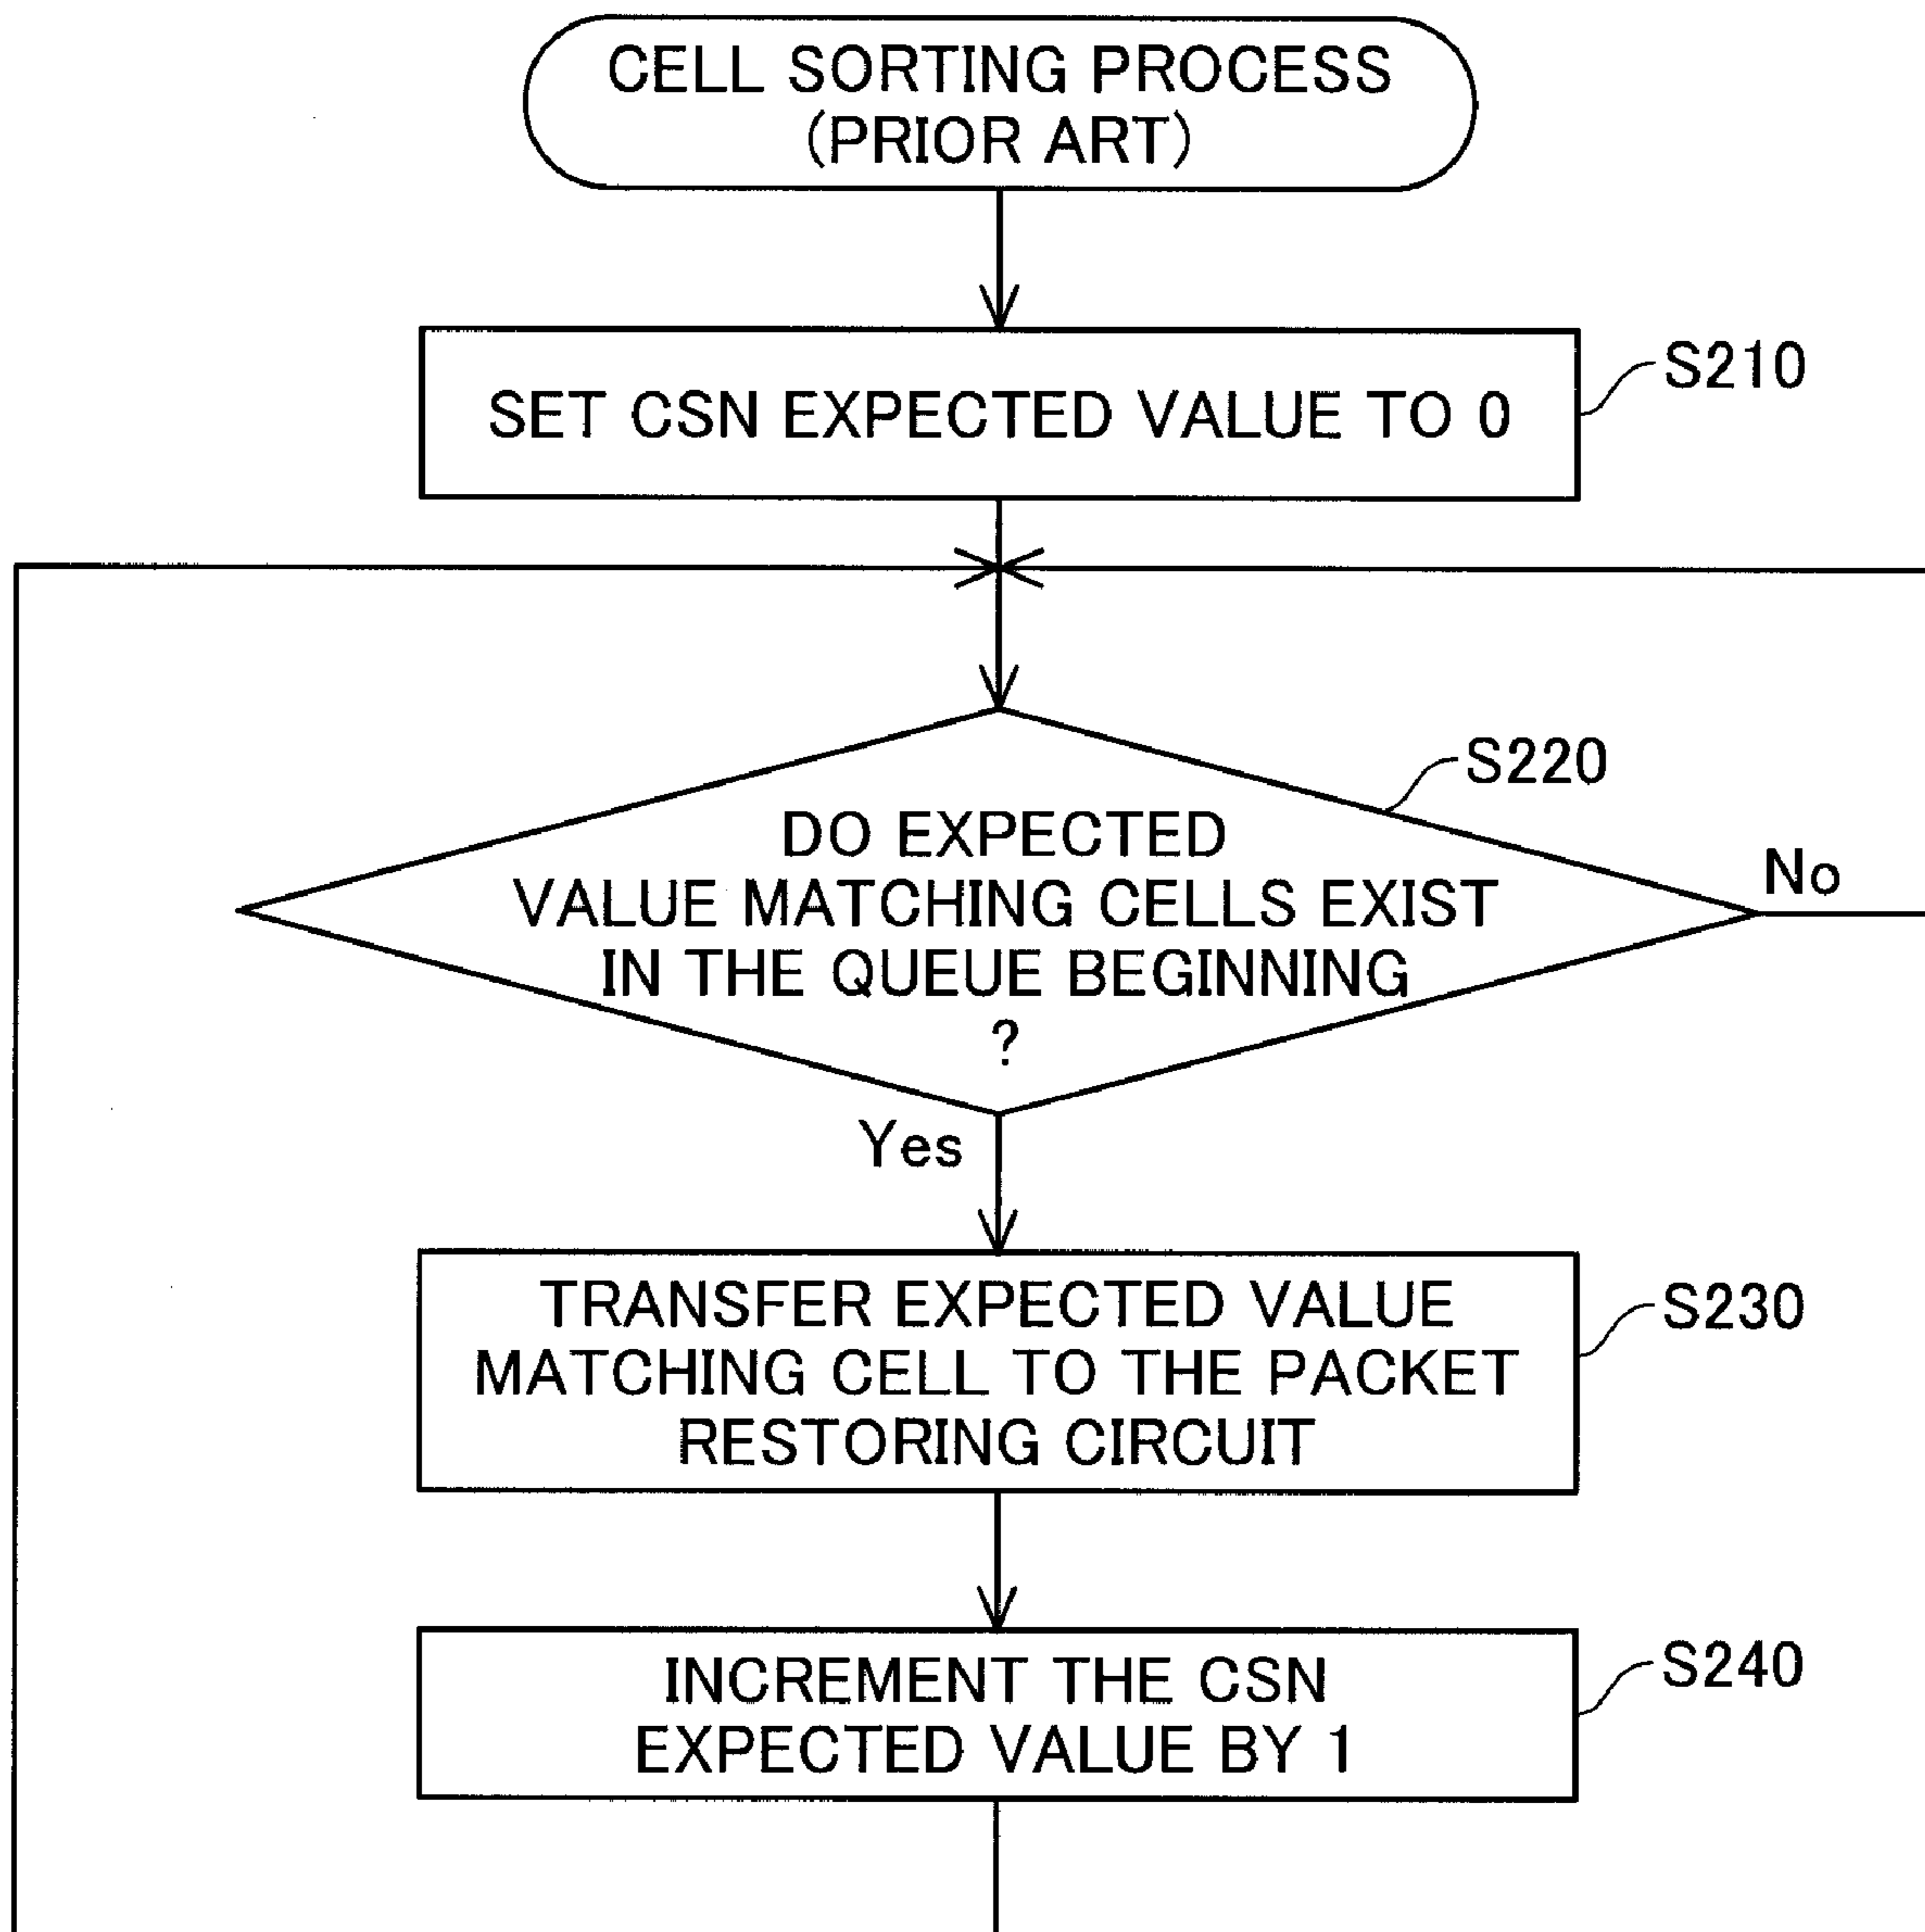 CELL SORTING PROCESS
(PRIOR ART)
SET CSN EXPECTED VALUE TO 0
S210
S220
DO EXPECTED
VALUE MATCHING CELLS EXIST
IN THE QUEUE BEGINNING
?
No
Yes
TRANSFER EXPECTED VALUE
MATCHING CELL TO THE PACKET
RESTORING CIRCUIT
S230
INCREMENT THE CSN
EXPECTED VALUE BY 1
S240